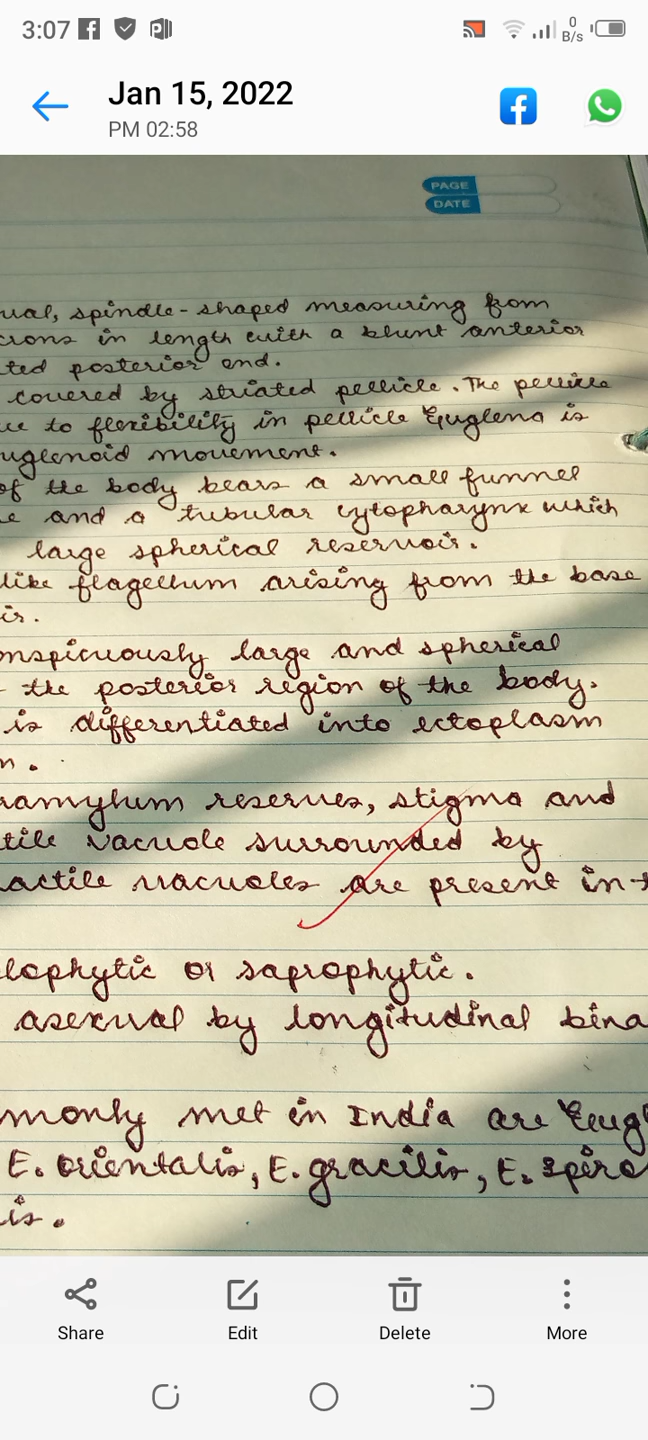 3:07
0 B/s
Jan 15, 2022
PM 02:58
PAGE
DATE
ual, spindle-shaped measuring from
crons in length with a blunt anterior
ted posterior end.
covered by striated pellicle. The pellicle
ue to flexibility in pellicle Euglena is
uglenoid movement.
of the body bears a small funnel
e and a tubular cytopharynx which
large spherical reservoir.
like flagellum arising from the base
ir.
onspicuously large and spherical
the posterior region of the body.
is differentiated into ectoplasm
n.
ramylum reserves, stigma and
tile vacuole surrounded by
actile vacuoles are present in
lophytic or saprophytic.
asexual by longitudinal bina
monly met in India are Eugl
E. orientalis, E. gracilis, E. spiro
is.
Share Edit Delete More